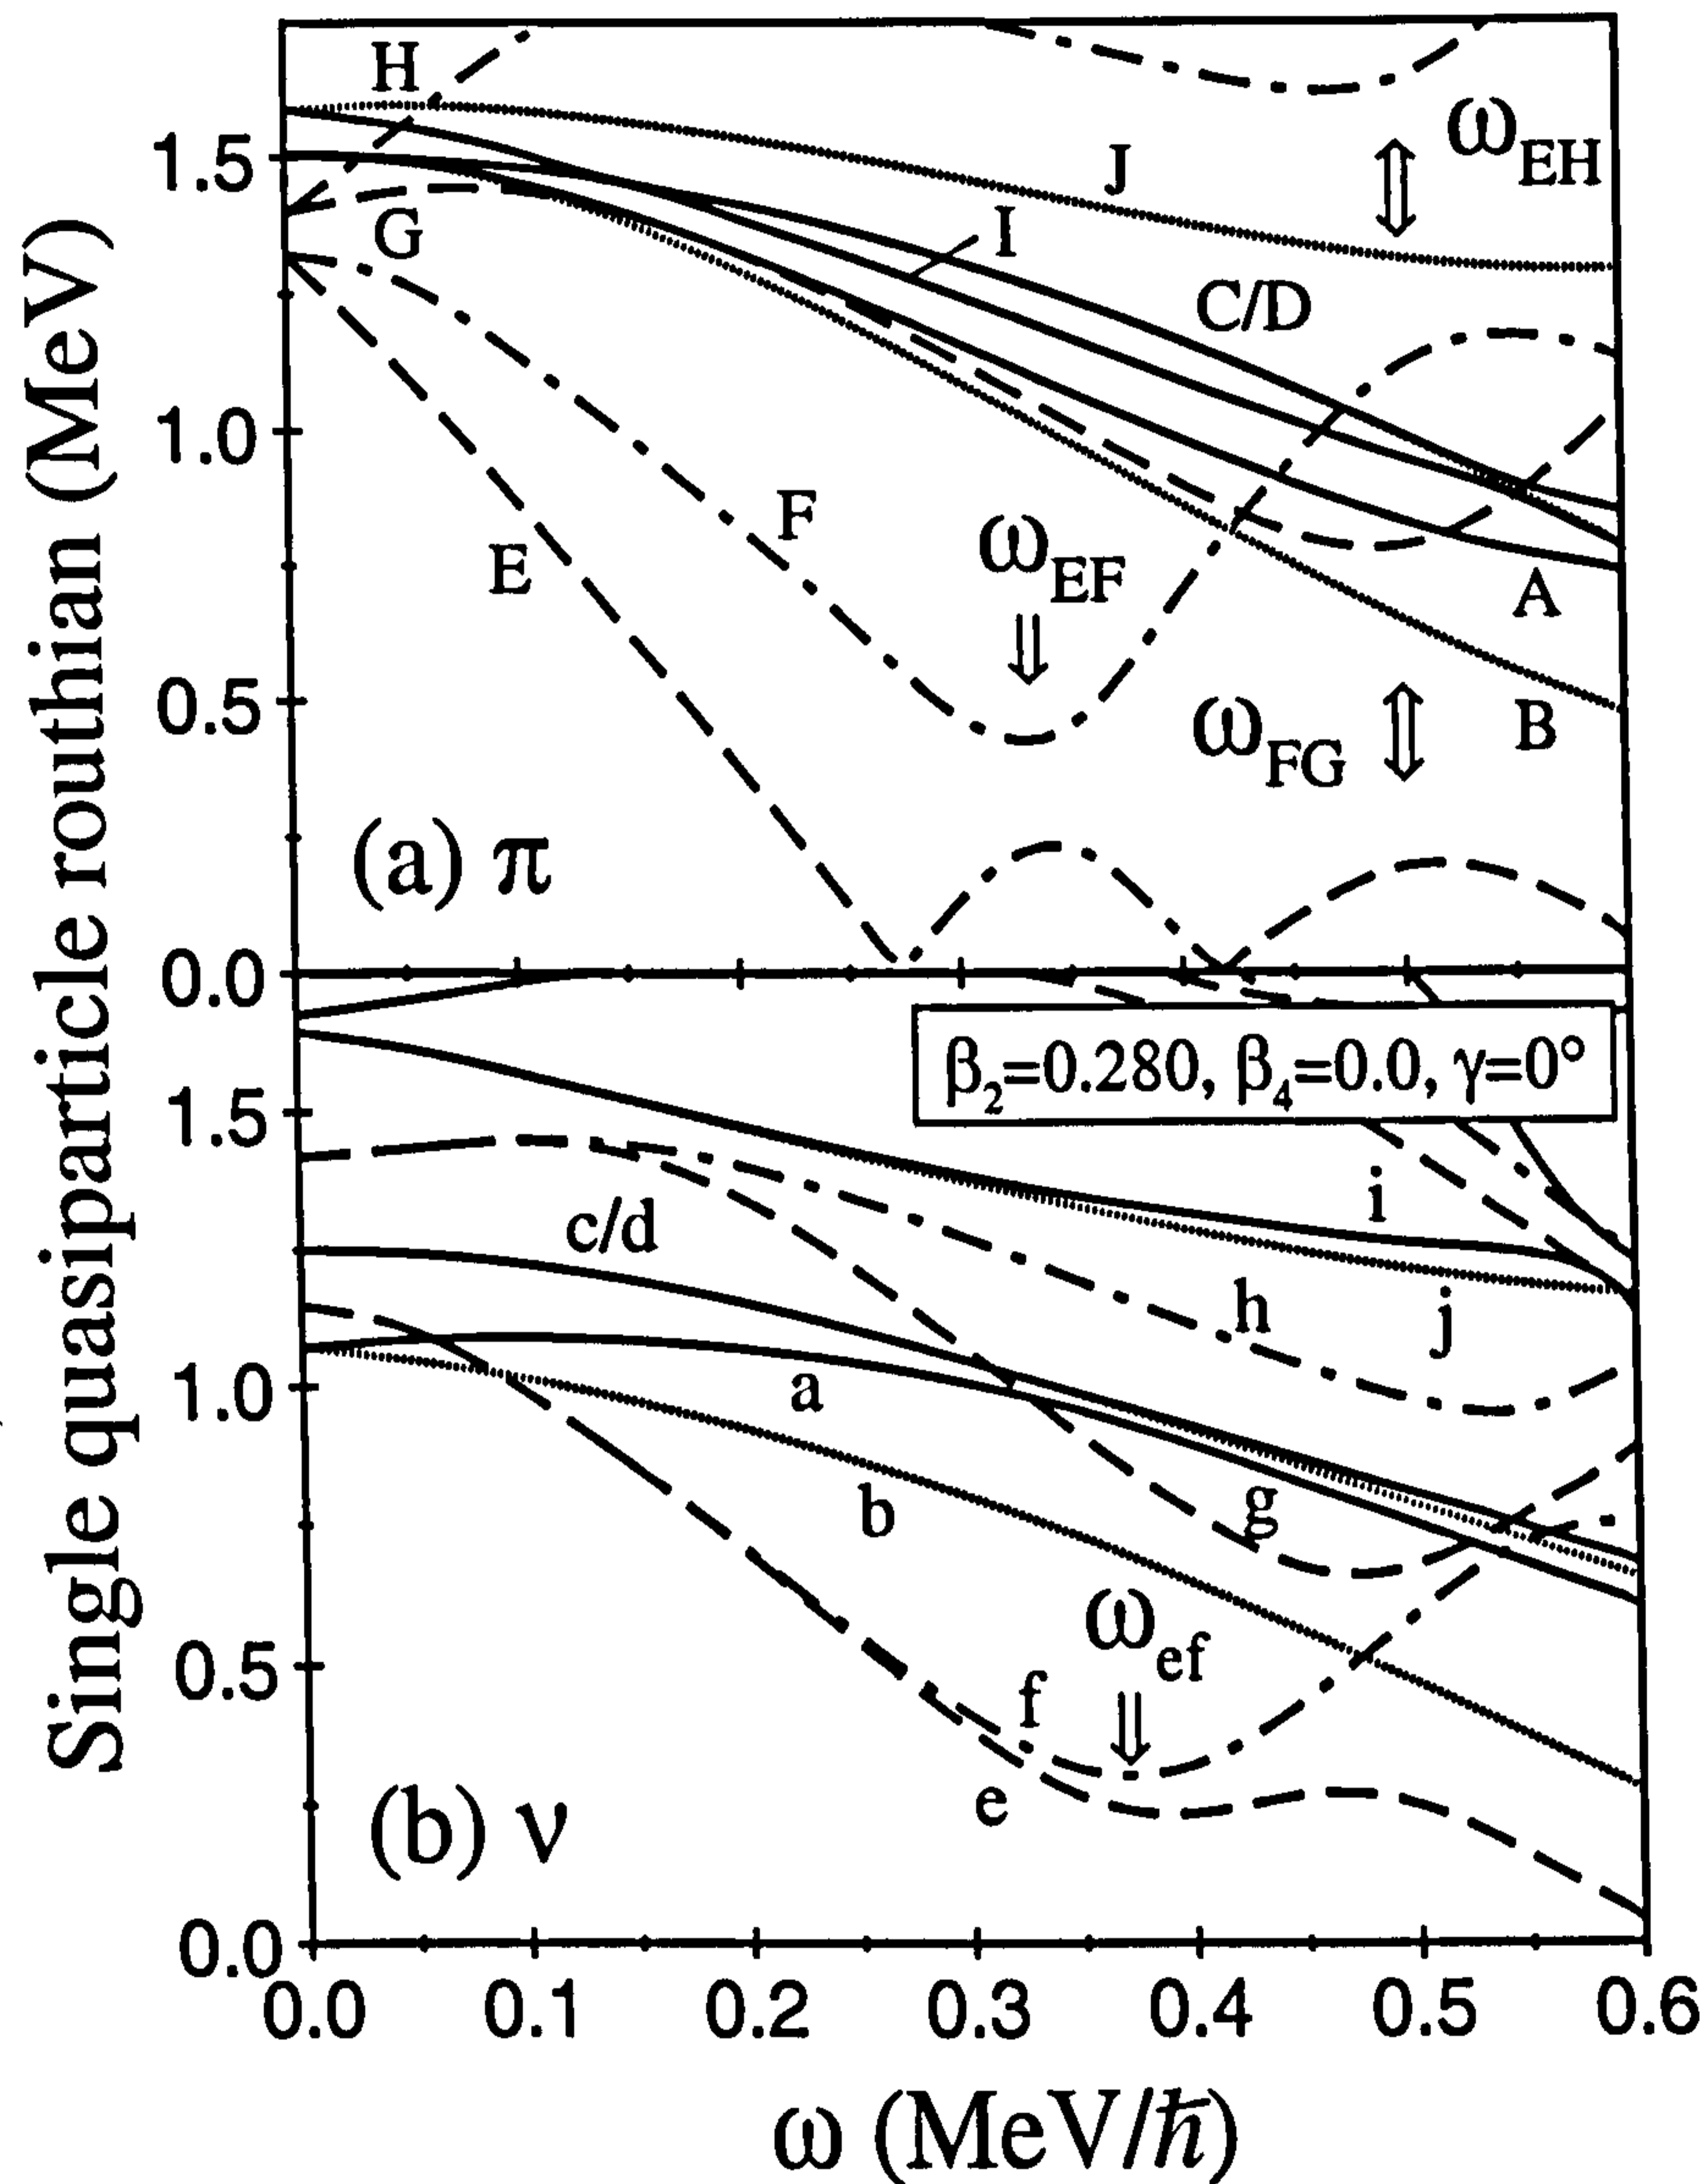 Single quasiparticle routhian (MeV)
H
1.5
J
ω_EH
G
I
C/D
1.0
F
E
ω_EF
A
0.5
ω_FG
B
(a) π
0.0
β₂=0.280, β₄=0.0, γ=0°
1.5
i
c/d
h
j
1.0
a
b
g
ω_ef
0.5
f
e
(b) ν
0.0
0.0 0.1 0.2 0.3 0.4 0.5 0.6
ω (MeV/ℏ)